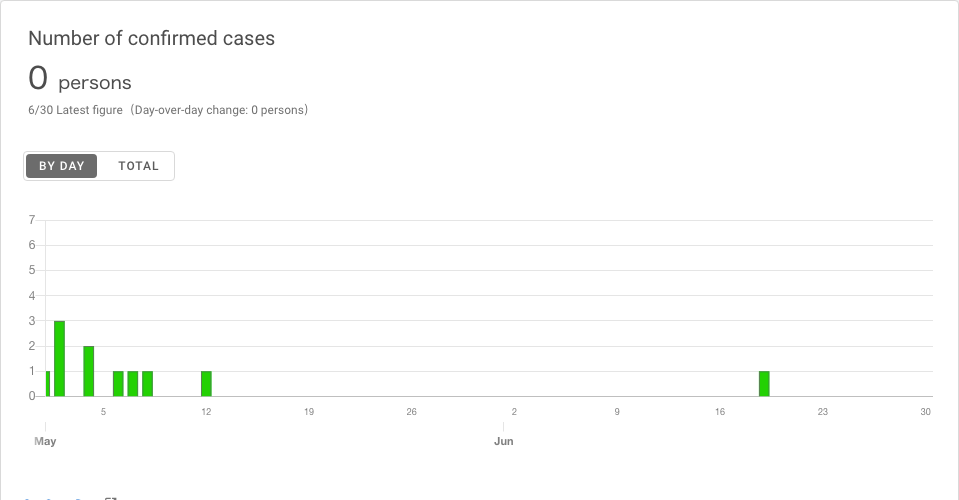 Number of confirmed cases
0 persons
6/30 Latest figure（Day-over-day change: 0 persons）
BY DAY TOTAL
7
6
5
4
3
2
1
0
5 12 19 26 2 9 16 23 30
May Jun